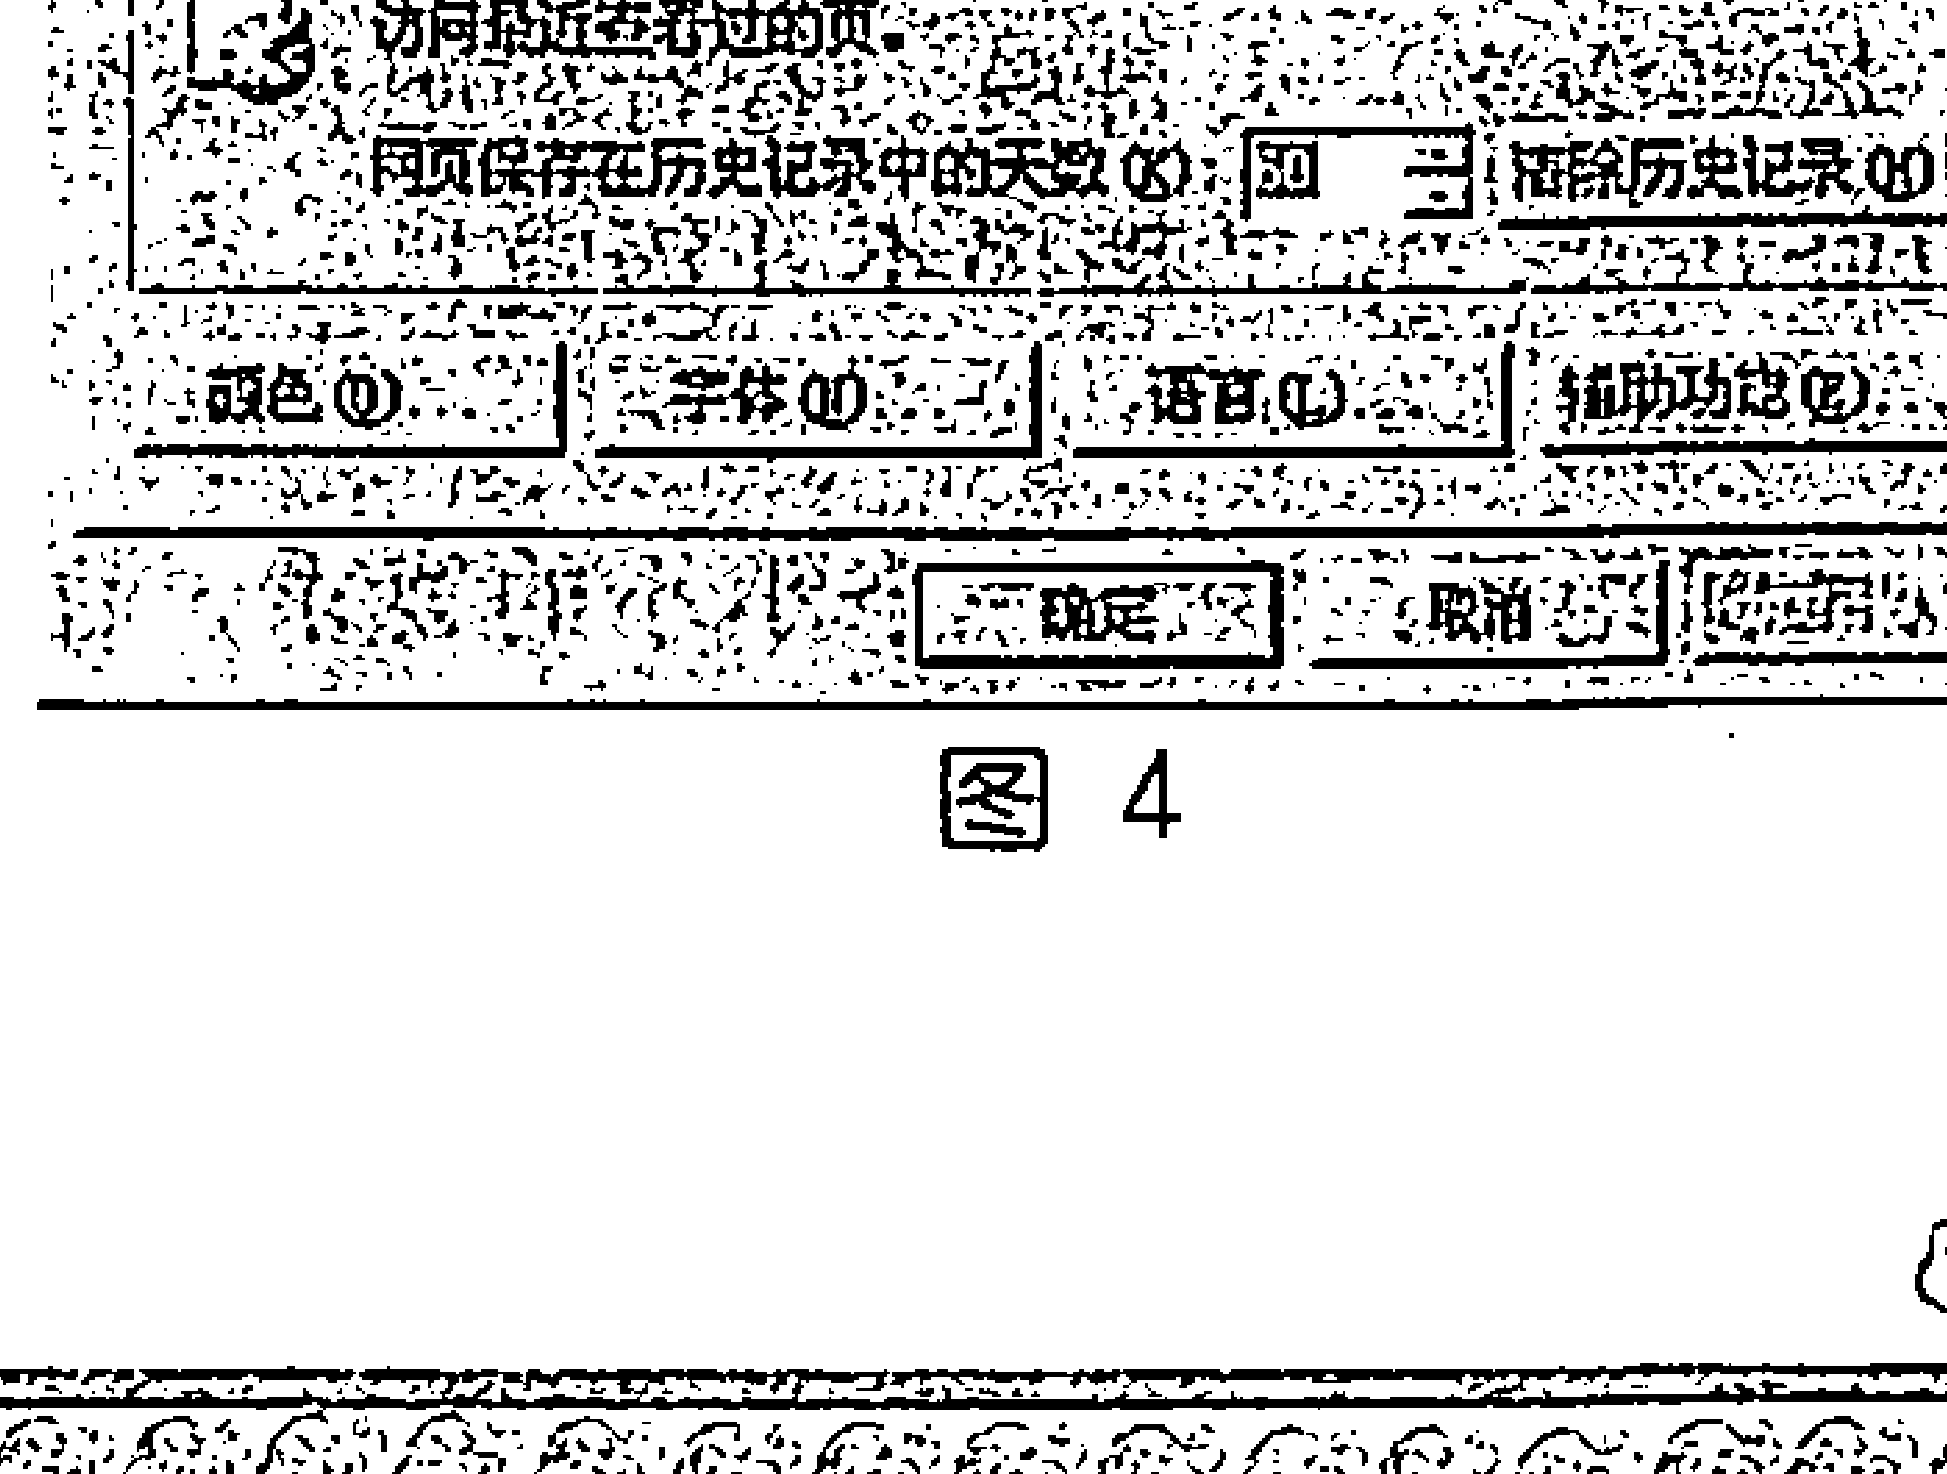 访问最近查看过的页.
网页保存在历史记录中的天数(K) 清除历史记录(H)
颜色(O) 字体(N) 语言(L) 辅助功能(E)
确定 取消 应用
图 4